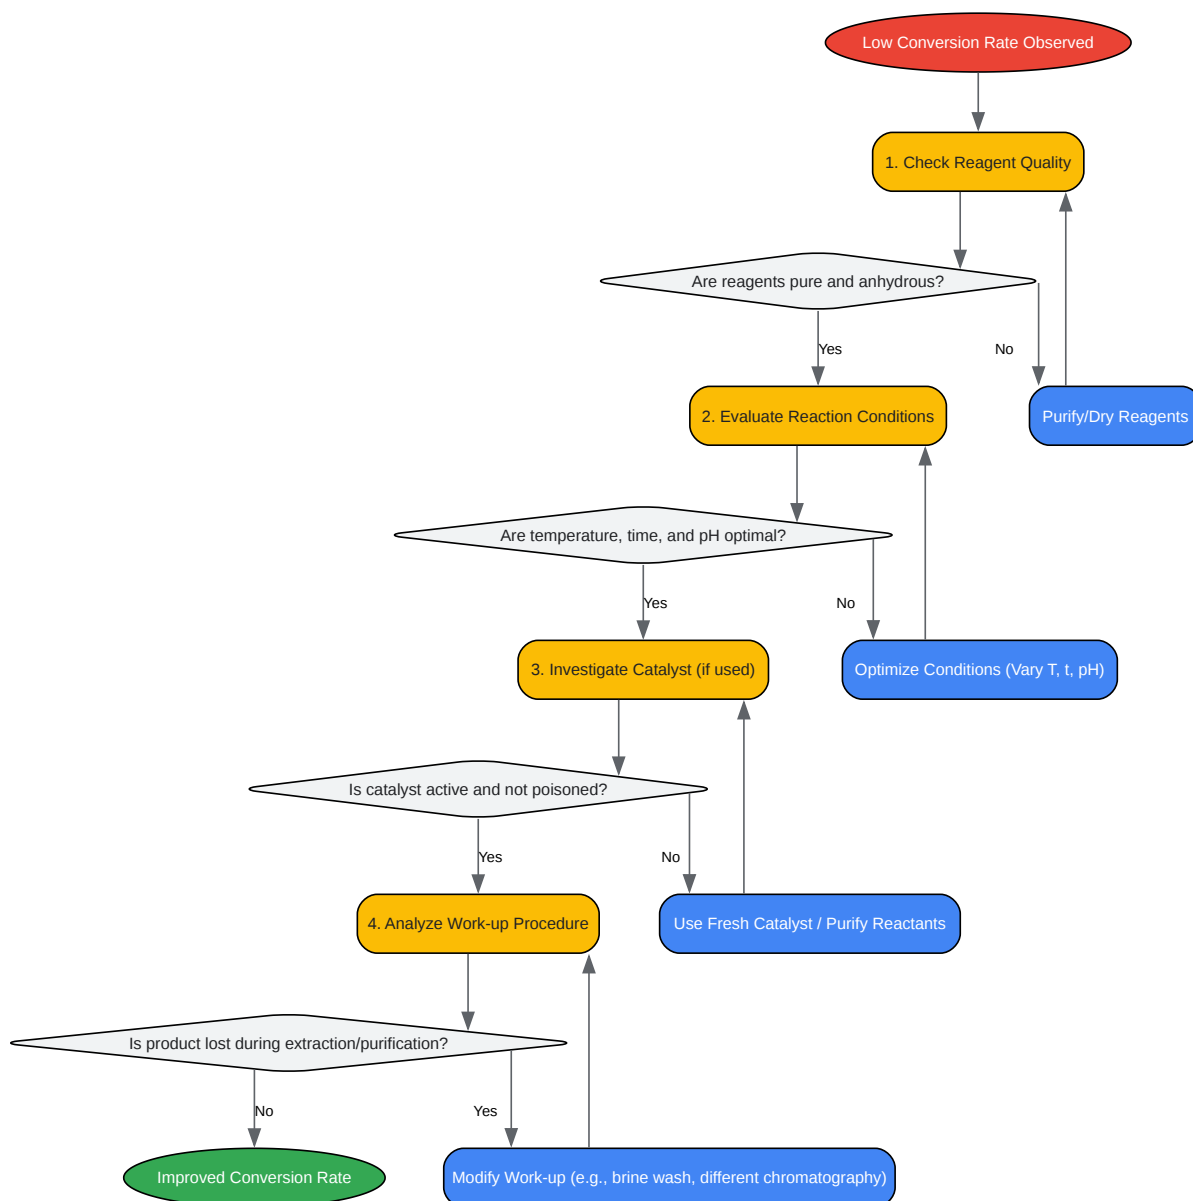 Low Conversion Rate Observed
1. Check Reagent Quality
Are reagents pure and anhydrous?
Yes
No
2. Evaluate Reaction Conditions
Purify/Dry Reagents
Are temperature, time, and pH optimal?
Yes
No
3. Investigate Catalyst (if used)
Optimize Conditions (Vary T, t, pH)
Is catalyst active and not poisoned?
Yes
No
4. Analyze Work-up Procedure
Use Fresh Catalyst / Purify Reactants
Is product lost during extraction/purification?
No
Yes
Improved Conversion Rate
Modify Work-up (e.g., brine wash, different chromatography)